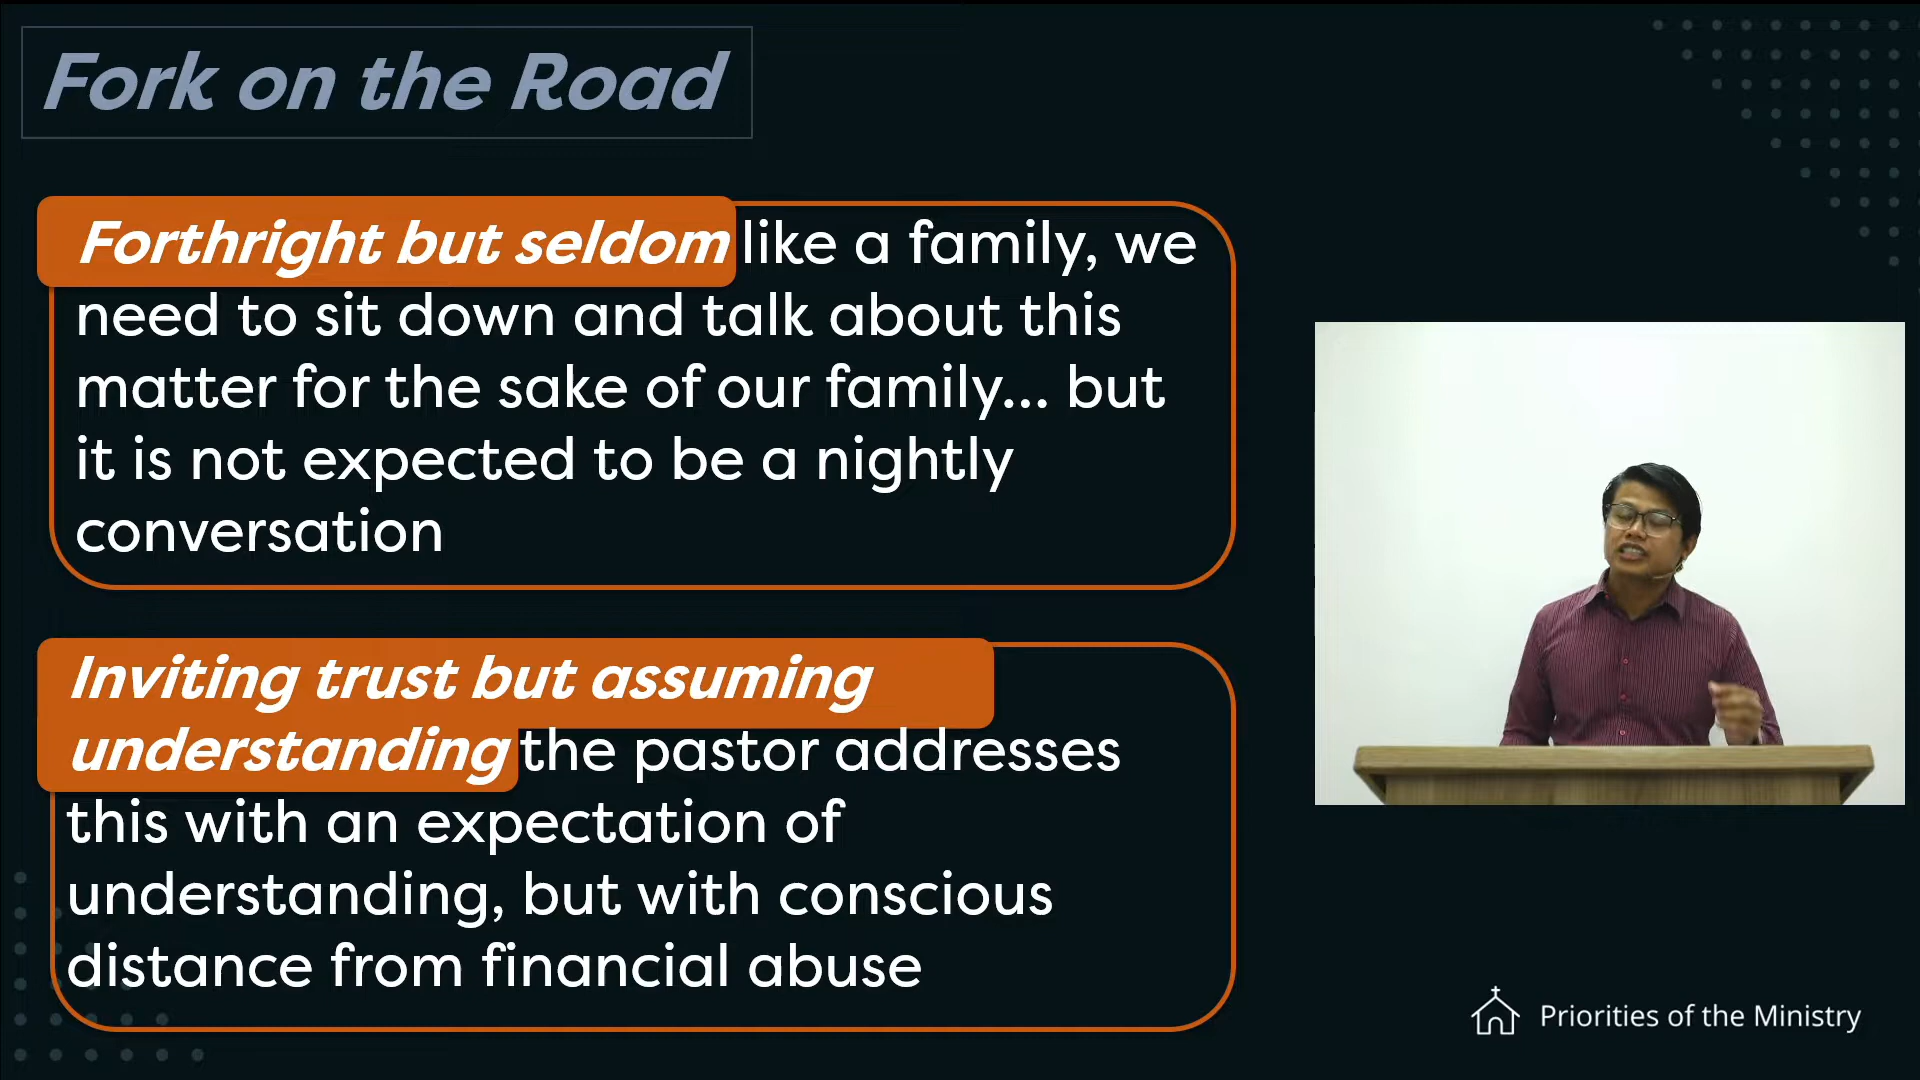 Fork on the Road
Forthright but seldom like a family, we
need to sit down and talk about this
matter for the sake of our family... but
it is not expected to be a nightly
conversation
Inviting trust but assuming
understanding the pastor addresses
this with an expectation of
understanding, but with conscious
distance from financial abuse
Priorities of the Ministry